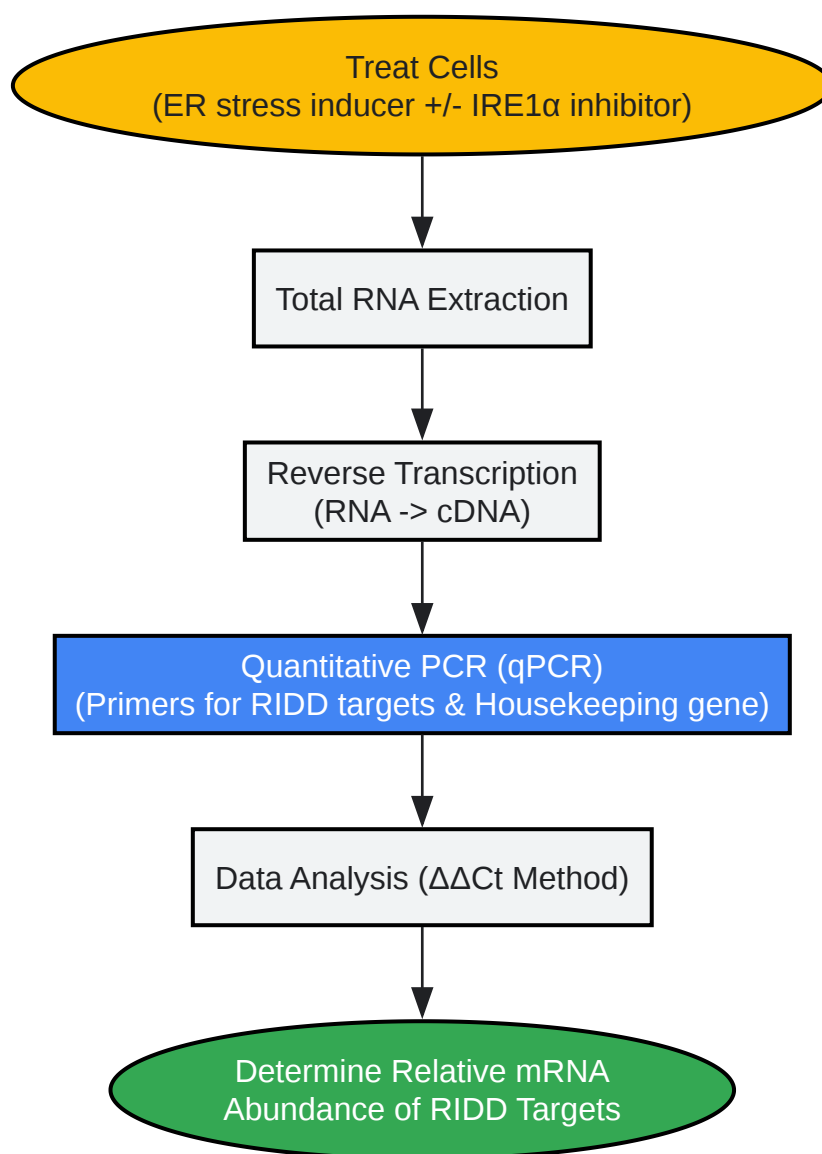 Treat Cells
(ER stress inducer +/- IRE1α inhibitor)
Total RNA Extraction
Reverse Transcription
(RNA -> cDNA)
Quantitative PCR (qPCR)
(Primers for RIDD targets & Housekeeping gene)
Data Analysis (ΔΔCt Method)
Determine Relative mRNA
Abundance of RIDD Targets